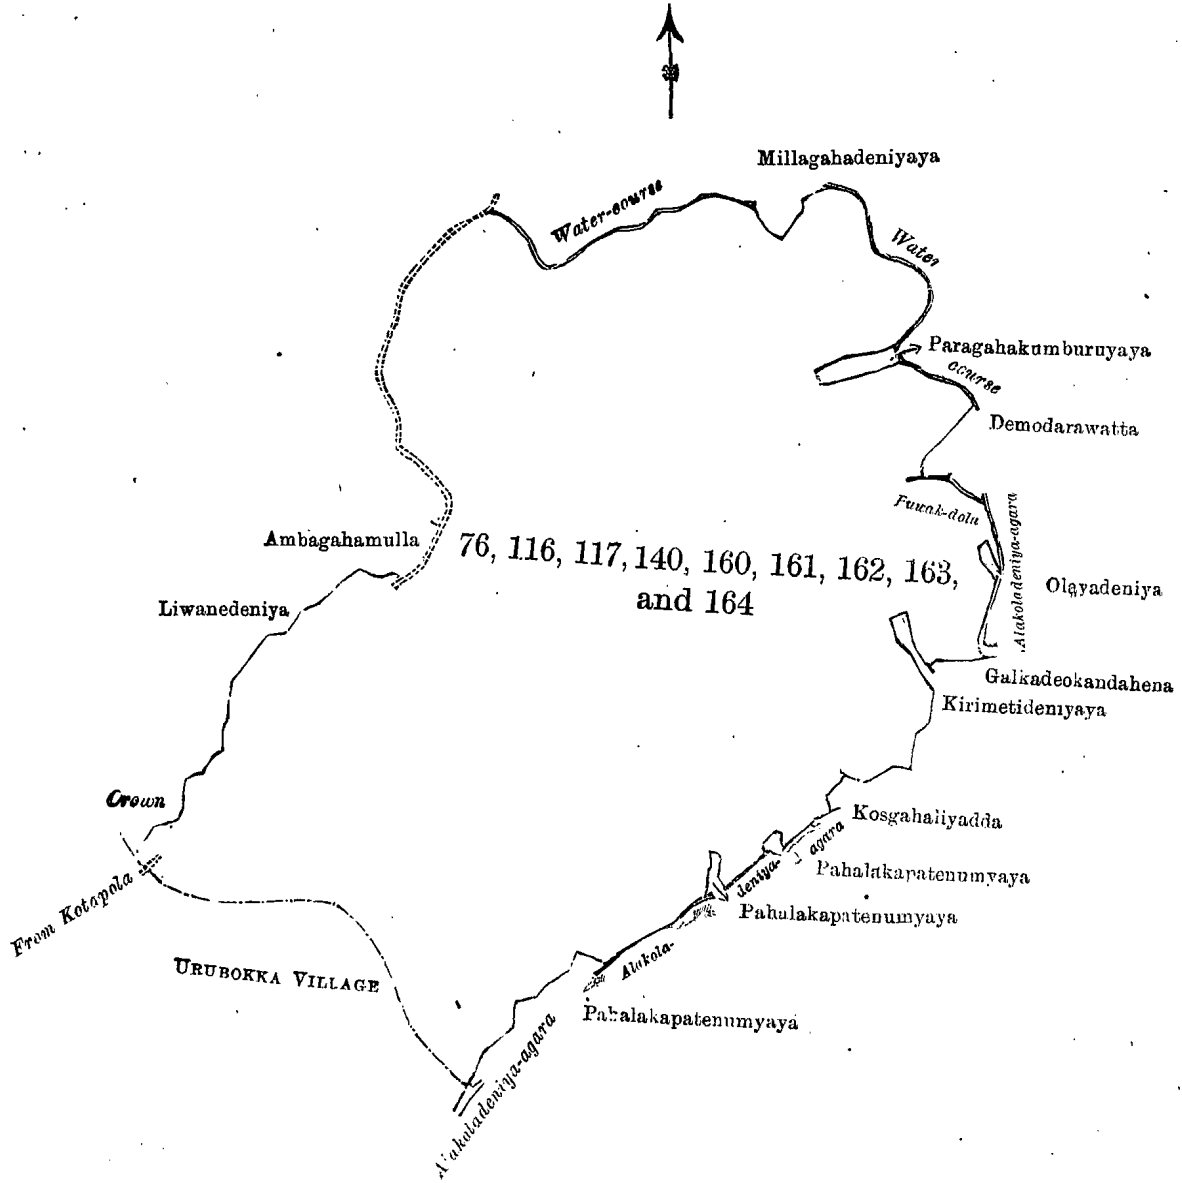 Millagahadeniyaya
Water-course
Water
Paragahakumburuyaya
course
Demodarawatta
Fuwak-dola
Alakoladeniya-agara
Ambagahamulla
76, 116, 117, 140, 160, 161, 162, 163,
and 164
Olayadeniya
Liwanedeniya
Galkadeokandahena
Kirimetideniyaya
Crown
Kosgahaliyadda
agara
Pahalakapatenumyaya
deniya-
From Kotapola
Pahalakapatenumyaya
Alakola-
URUBOKKA VILLAGE
Pahalakapatenumyaya
Alakoladeniya-agara